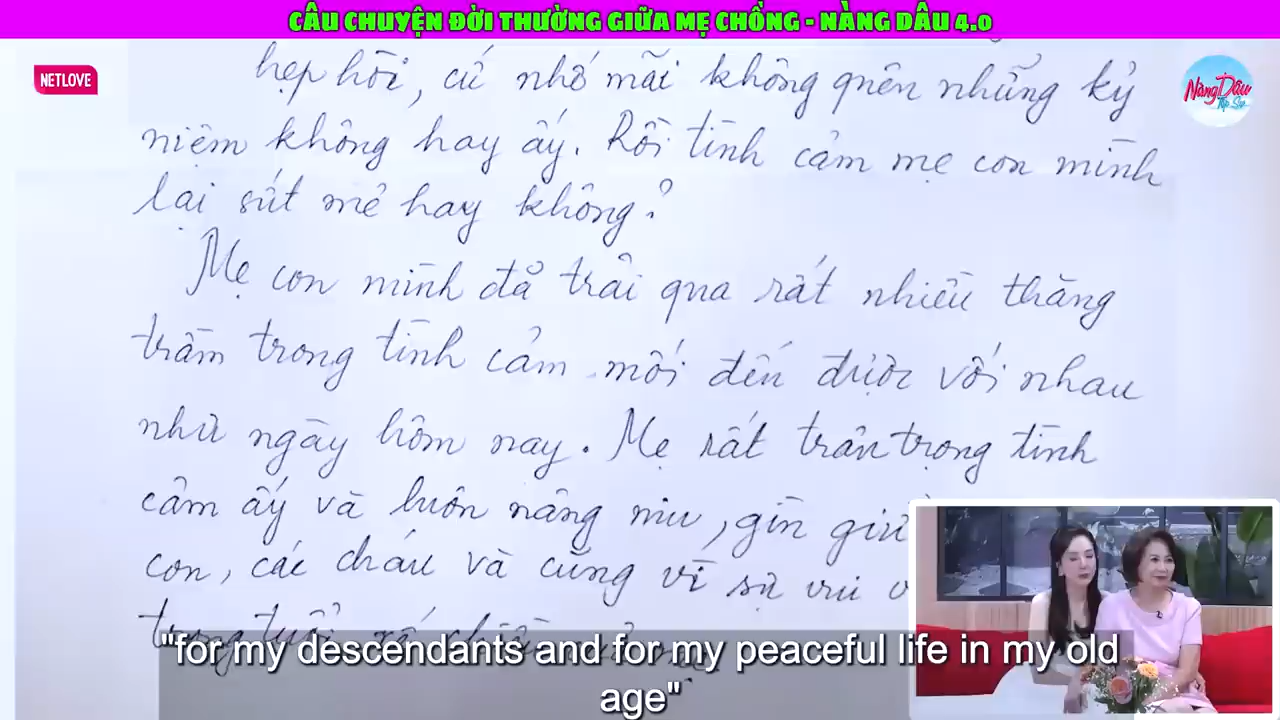 CÂU CHUYỆN ĐỜI THƯỜNG GIỮA MẸ CHỒNG - NÀNG DÂU 4.0
NETLOVE
Nàng Dâu
hẹp hòi, cứ nhớ mãi không quên những kỷ
niệm không hay ấy. Rồi tình cảm mẹ con mình
lại sứt mẻ hay không?
Mẹ con mình đã trải qua rất nhiều thăng
trầm trong tình cảm mới đến được với nhau
như ngày hôm nay. Mẹ rất trân trọng tình
cảm ấy và luôn nâng niu, gìn giữ
con, các cháu và cũng vì sự vui
trong tuổi
"for my descendants and for my peaceful life in my old
age"